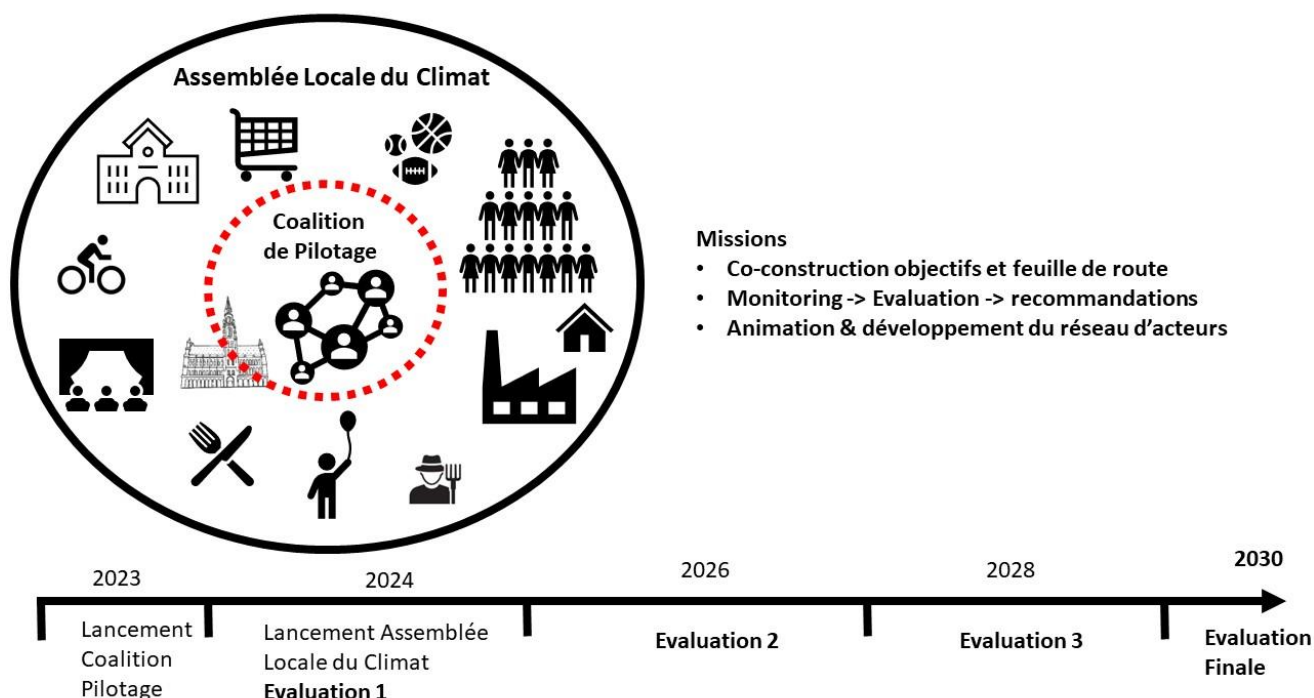 Assemblée Locale du Climat
Coalition
de Pilotage
Missions
• Co-construction objectifs et feuille de route
• Monitoring -> Evaluation -> recommandations
• Animation & développement du réseau d’acteurs
2023
2024
2026
2028
2030
Lancement
Coalition
Pilotage
Lancement Assemblée
Locale du Climat
Evaluation 1
Evaluation 2
Evaluation 3
Evaluation
Finale